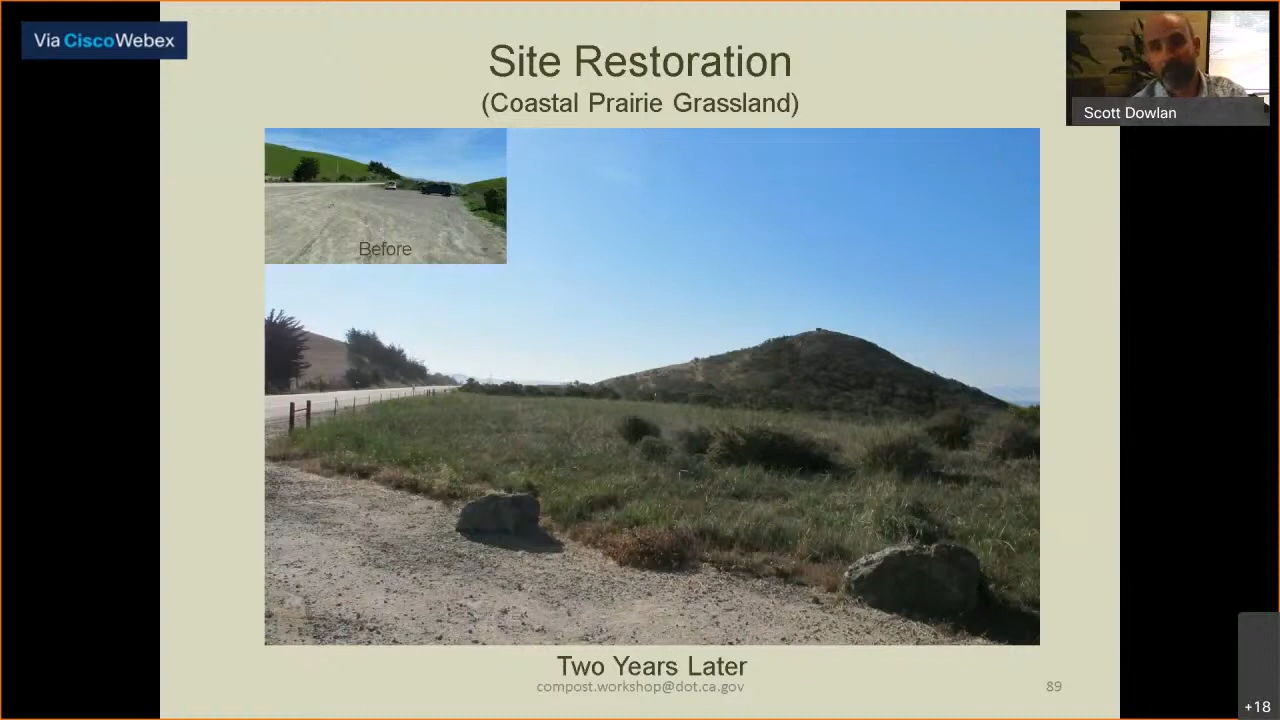 Via CiscoWebex
Site Restoration
(Coastal Prairie Grassland)
Scott Dowlan
Before
Two Years Later
compost.workshop@dot.ca.gov
89
+18